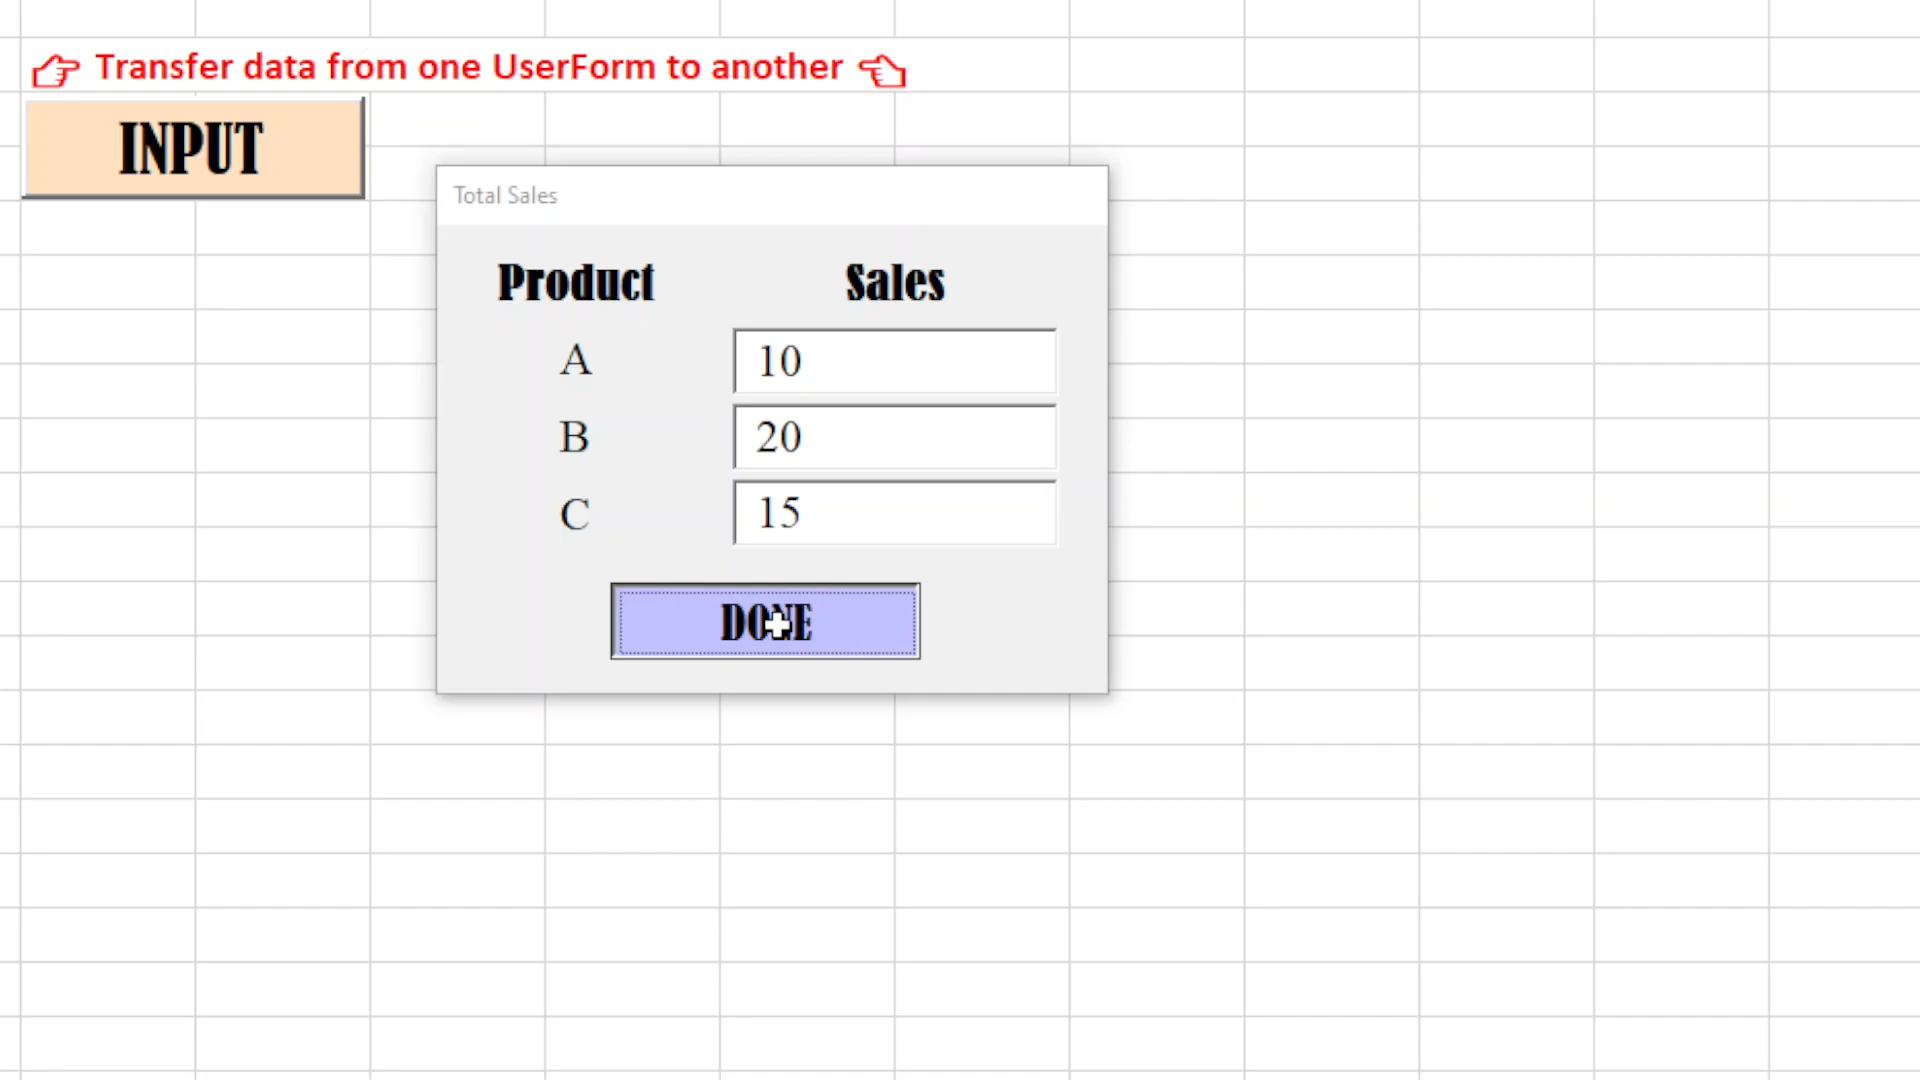 Transfer data from one UserForm to another
INPUT
Total Sales
Product Sales
A 10
B 20
C 15
DONE